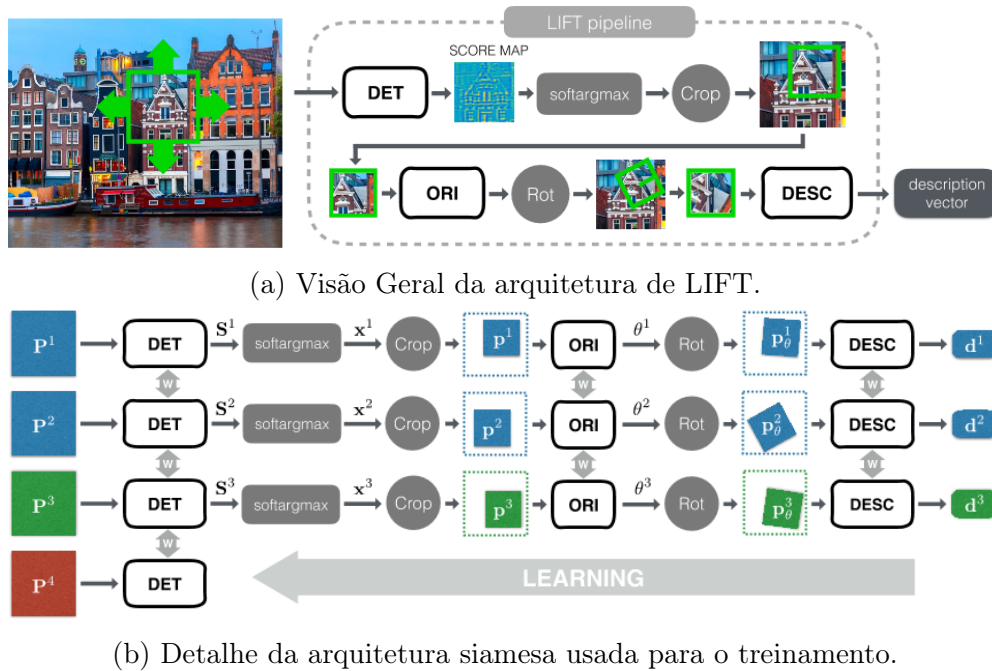 LIFT pipeline
SCORE MAP
DET
softargmax
Crop
ORI
Rot
DESC
description
vector
(a) Visão Geral da arquitetura de LIFT.
P¹ DET S¹ softargmax x¹ Crop p¹ ORI θ¹ Rot p¹θ DESC d¹
W W W
P² DET S² softargmax x² Crop p² ORI θ² Rot p²θ DESC d²
W W W
P³ DET S³ softargmax x³ Crop p³ ORI θ³ Rot p³θ DESC d³
W
P⁴ DET
LEARNING
(b) Detalhe da arquitetura siamesa usada para o treinamento.